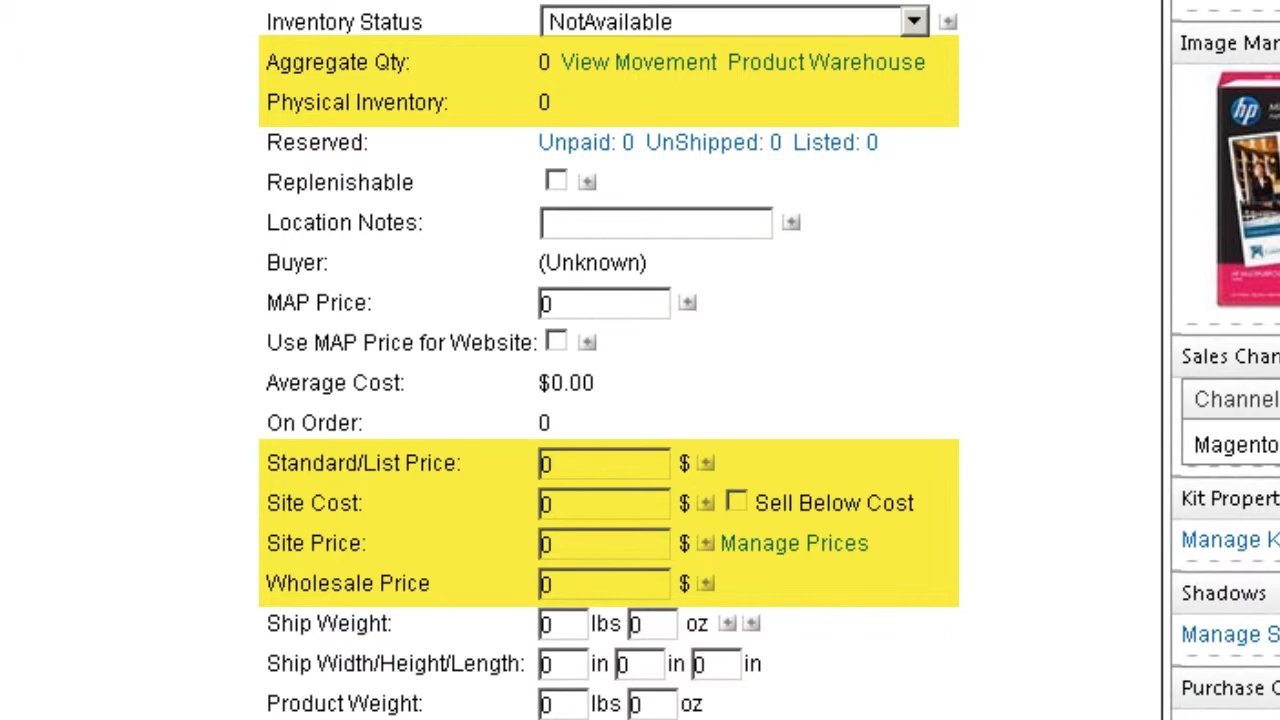 Inventory Status NotAvailable
Aggregate Qty: 0 View Movement Product Warehouse
Physical Inventory: 0
Reserved: Unpaid: 0 UnShipped: 0 Listed: 0
Replenishable
Location Notes:
Buyer: (Unknown)
MAP Price: 0
Use MAP Price for Website:
Average Cost: $0.00
On Order: 0
Standard/List Price: 0 $
Site Cost: 0 $ Sell Below Cost
Site Price: 0 $ Manage Prices
Wholesale Price 0 $
Ship Weight: 0 lbs 0 oz
Ship Width/Height/Length: 0 in 0 in 0 in
Product Weight: 0 lbs 0 oz
Image Man
hp
Sales Chan
Channel
Magento
Kit Propert
Manage K
Shadows
Manage S
Purchase O